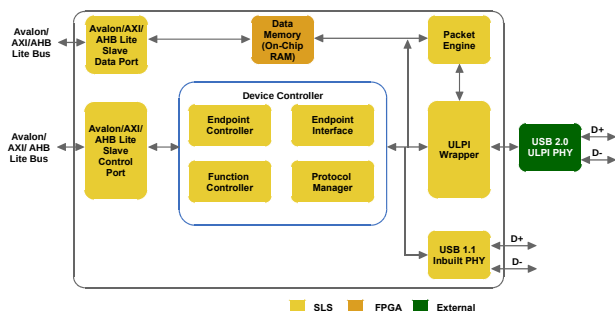 Avalon/
AXI/AHB
Lite Bus
Avalon/AXI/
AHB Lite
Slave
Data Port
Data
Memory
(On-Chip
RAM)
Packet
Engine
Device Controller
Avalon/
AXI/ AHB
Lite Bus
Avalon/AXI/
AHB Lite
Slave
Control
Port
Endpoint
Controller
Endpoint
Interface
Function
Controller
Protocol
Manager
ULPI
Wrapper
USB 2.0
ULPI PHY
D+
D-
USB 1.1
Inbuilt PHY
D+
D-
SLS
FPGA
External